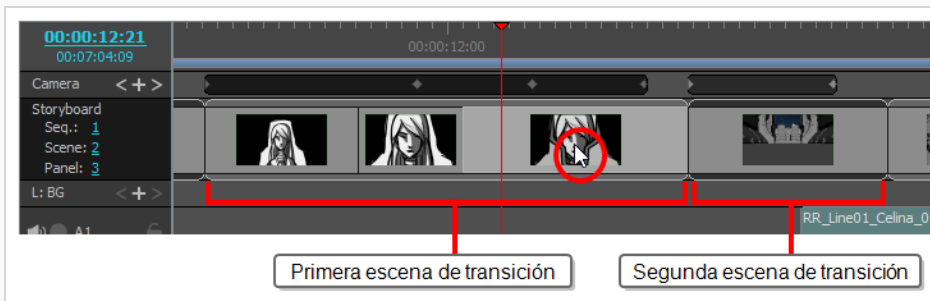 00:00:12:21
00:07:04:09
00:00:12:00
Camera < + >
Storyboard
Seq.: 1
Scene: 2
Panel: 3
L: BG < + >
A1
RR_Line01_Celina_0
Primera escena de transición
Segunda escena de transición